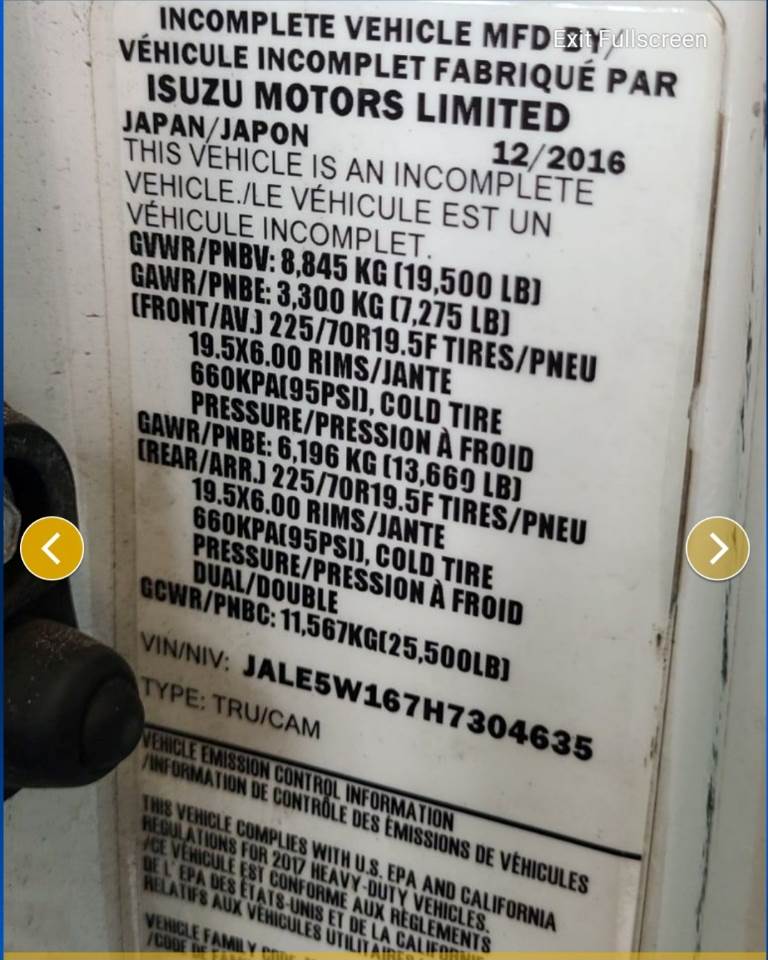 Exit Fullscreen
INCOMPLETE VEHICLE MFD BY/
VÉHICULE INCOMPLET FABRIQUÉ PAR
ISUZU MOTORS LIMITED
JAPAN/JAPON 12/2016
THIS VEHICLE IS AN INCOMPLETE
VEHICLE./LE VÉHICULE EST UN
VÉHICULE INCOMPLET.
GVWR/PNBV: 8,845 KG (19,500 LB)
GAWR/PNBE: 3,300 KG (7,275 LB)
(FRONT/AV.) 225/70R19.5F TIRES/PNEU
19.5X6.00 RIMS/JANTE
660KPA(95PSI), COLD TIRE
PRESSURE/PRESSION À FROID
GAWR/PNBE: 6,196 KG (13,660 LB)
(REAR/ARR.) 225/70R19.5F TIRES/PNEU
19.5X6.00 RIMS/JANTE
660KPA(95PSI), COLD TIRE
PRESSURE/PRESSION À FROID
DUAL/DOUBLE
GCWR/PNBC: 11,567KG(25,500LB)
VIN/NIV: JALE5W167H7304635
TYPE: TRU/CAM
VEHICLE EMISSION CONTROL INFORMATION
/INFORMATION DE CONTRÔLE DES ÉMISSIONS DE VÉHICULES
THIS VEHICLE COMPLIES WITH U.S. EPA AND CALIFORNIA
REGULATIONS FOR 2017 HEAVY-DUTY VEHICLES.
/CE VÉHICULE EST CONFORME AUX RÈGLEMENTS
DE L'EPA DES ÉTATS-UNIS ET DE LA CALIFORNIE
RELATIFS AUX VÉHICULES
VEHICLE FAMILY
/CODE DE